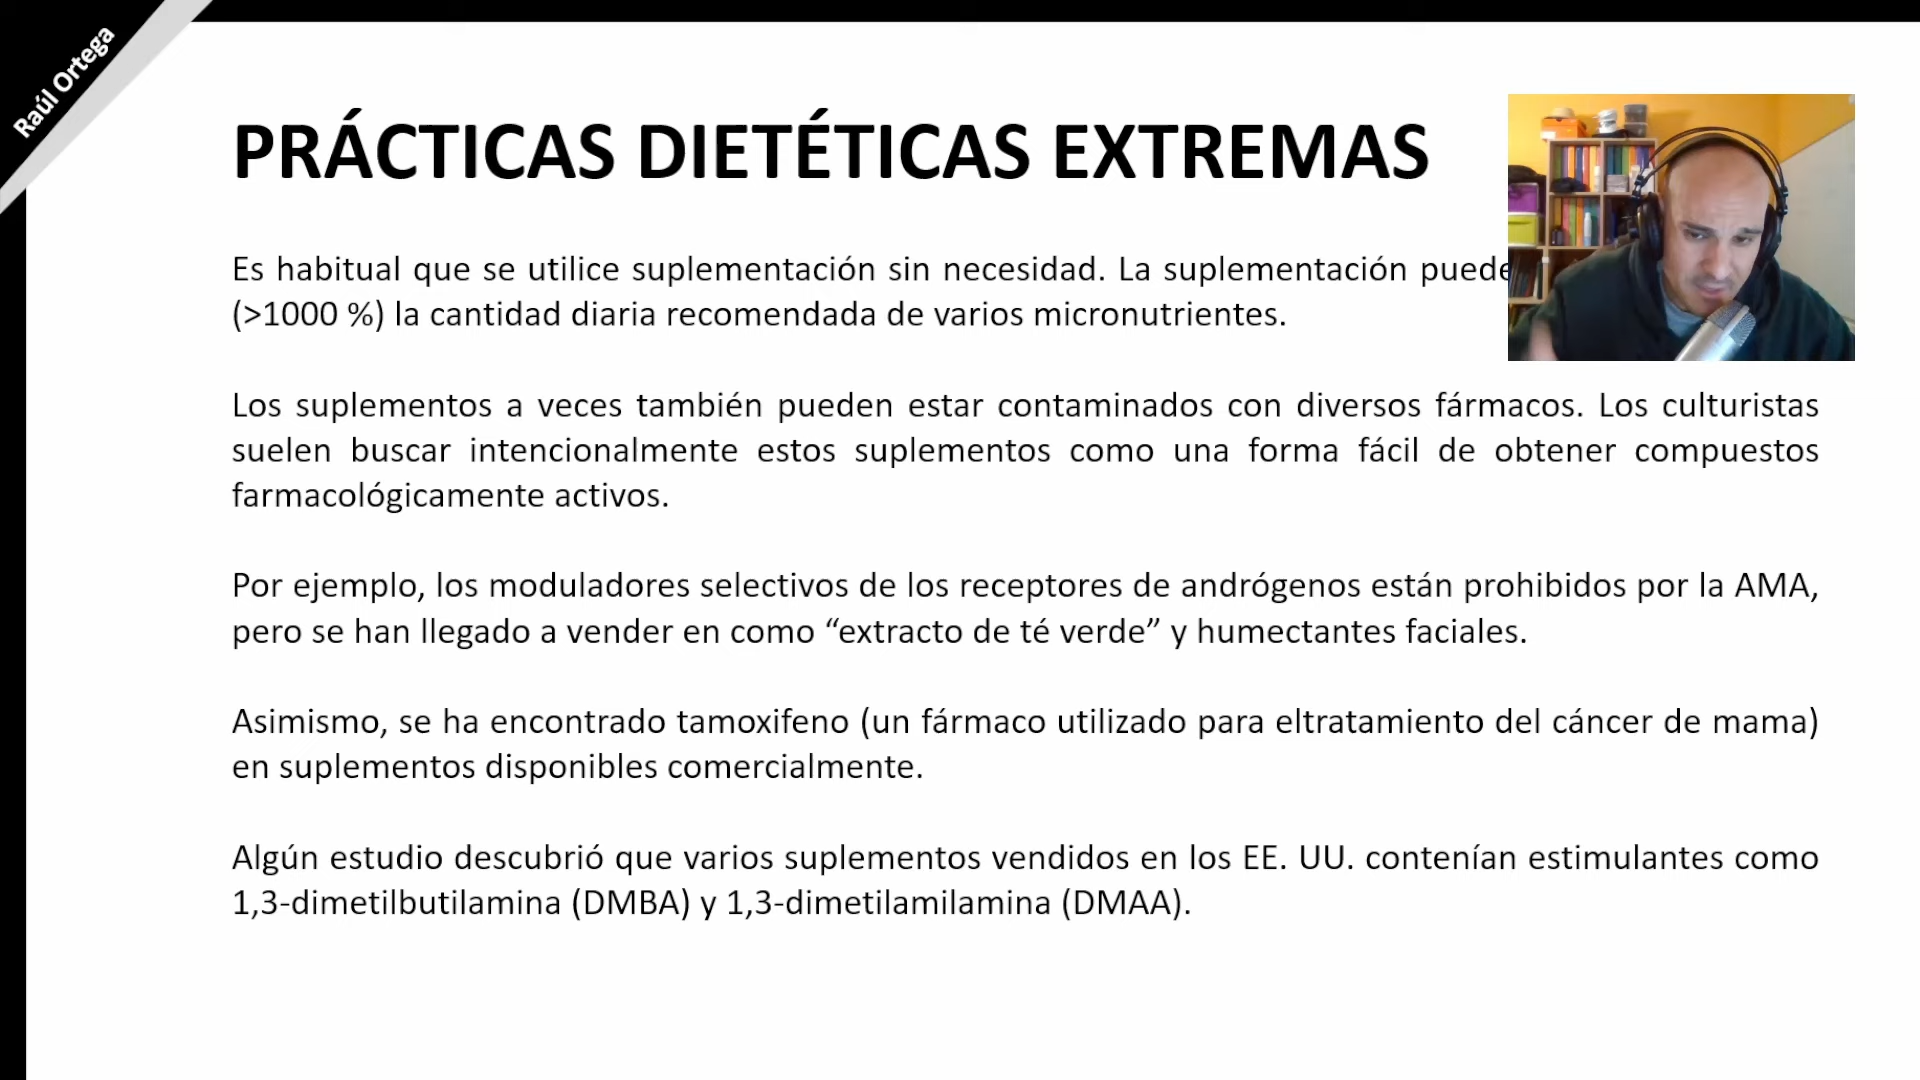 Raúl Ortega
PRÁCTICAS DIETÉTICAS EXTREMAS
Es habitual que se utilice suplementación sin necesidad. La suplementación puede
(>1000 %) la cantidad diaria recomendada de varios micronutrientes.
Los suplementos a veces también pueden estar contaminados con diversos fármacos. Los culturistas
suelen buscar intencionalmente estos suplementos como una forma fácil de obtener compuestos
farmacológicamente activos.
Por ejemplo, los moduladores selectivos de los receptores de andrógenos están prohibidos por la AMA,
pero se han llegado a vender en como “extracto de té verde” y humectantes faciales.
Asimismo, se ha encontrado tamoxifeno (un fármaco utilizado para eltratamiento del cáncer de mama)
en suplementos disponibles comercialmente.
Algún estudio descubrió que varios suplementos vendidos en los EE. UU. contenían estimulantes como
1,3-dimetilbutilamina (DMBA) y 1,3-dimetilamilamina (DMAA).